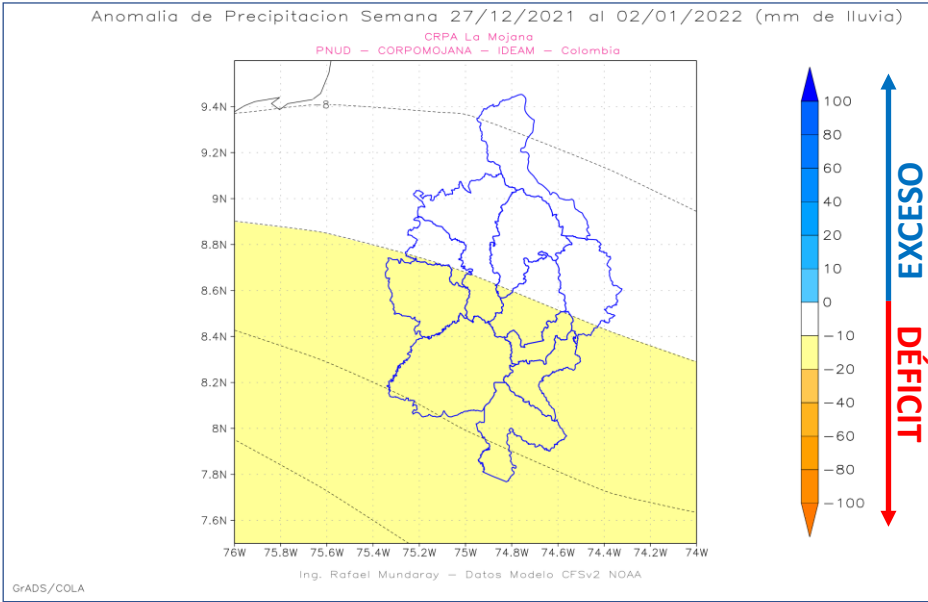 Anomalia de Precipitacion Semana 27/12/2021 al 02/01/2022 (mm de lluvia)
CRPA La Mojana
PNUD – CORPOMOJANA – IDEAM – Colombia
-8
9.4N
9.2N
9N
8.8N
8.6N
8.4N
8.2N
8N
7.8N
7.6N
76W 75.8W 75.6W 75.4W 75.2W 75W 74.8W 74.6W 74.4W 74.2W 74W
100
80
60
40
20
10
0
-10
-20
-40
-60
-80
-100
EXCESO
DÉFICIT
Ing. Rafael Mundaray – Datos Modelo CFSv2 NOAA
GrADS/COLA